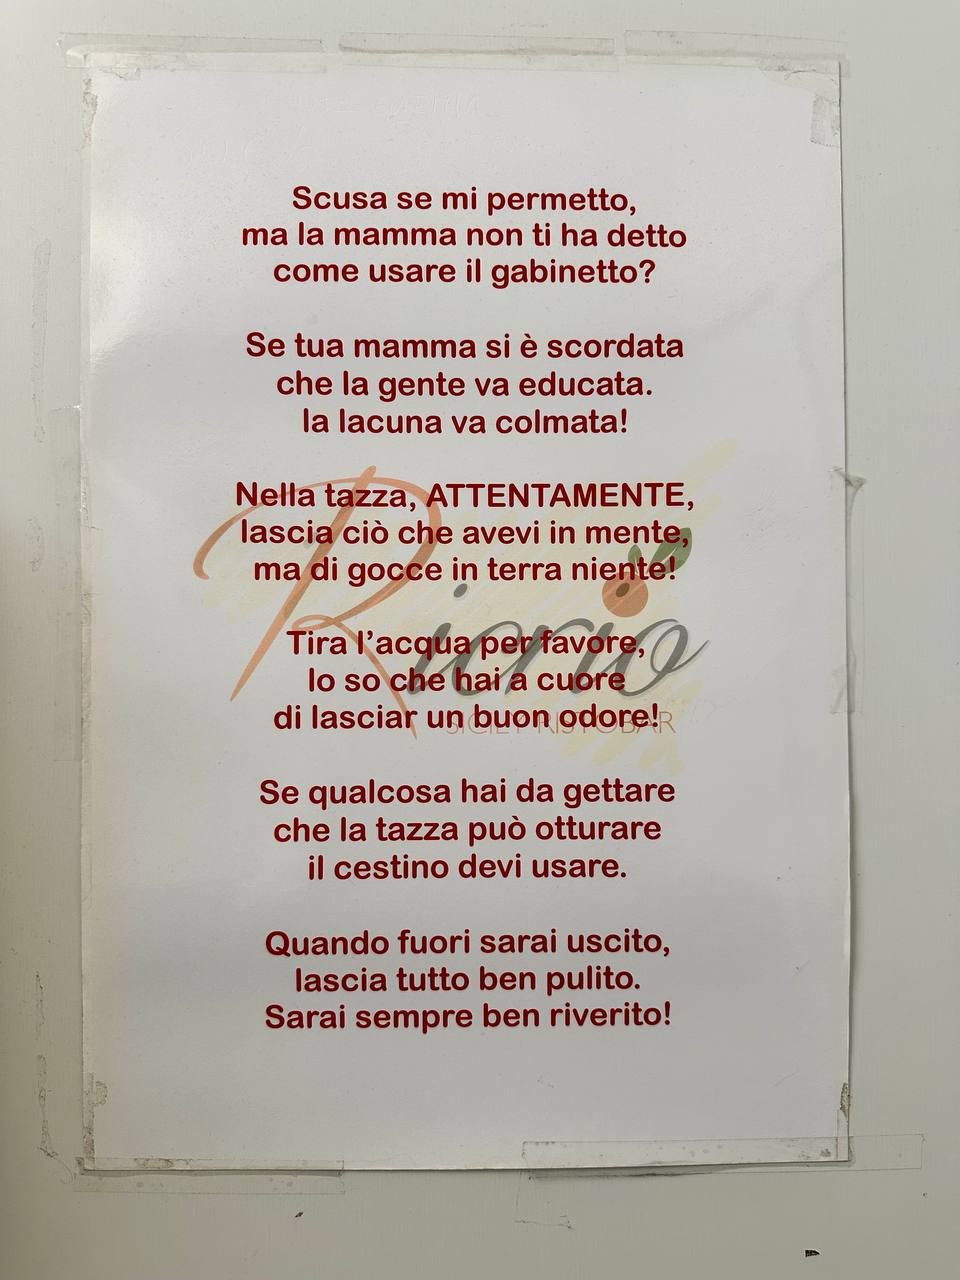 Scusa se mi permetto,
ma la mamma non ti ha detto
come usare il gabinetto?
Se tua mamma si è scordata
che la gente va educata.
la lacuna va colmata!
Nella tazza, ATTENTAMENTE,
lascia ciò che avevi in mente,
ma di gocce in terra niente!
Tira l’acqua per favore,
lo so che hai a cuore
di lasciar un buon odore!
Se qualcosa hai da gettare
che la tazza può otturare
il cestino devi usare.
Quando fuori sarai uscito,
lascia tutto ben pulito.
Sarai sempre ben riverito!
Ricrio
SICILY RISTOBAR